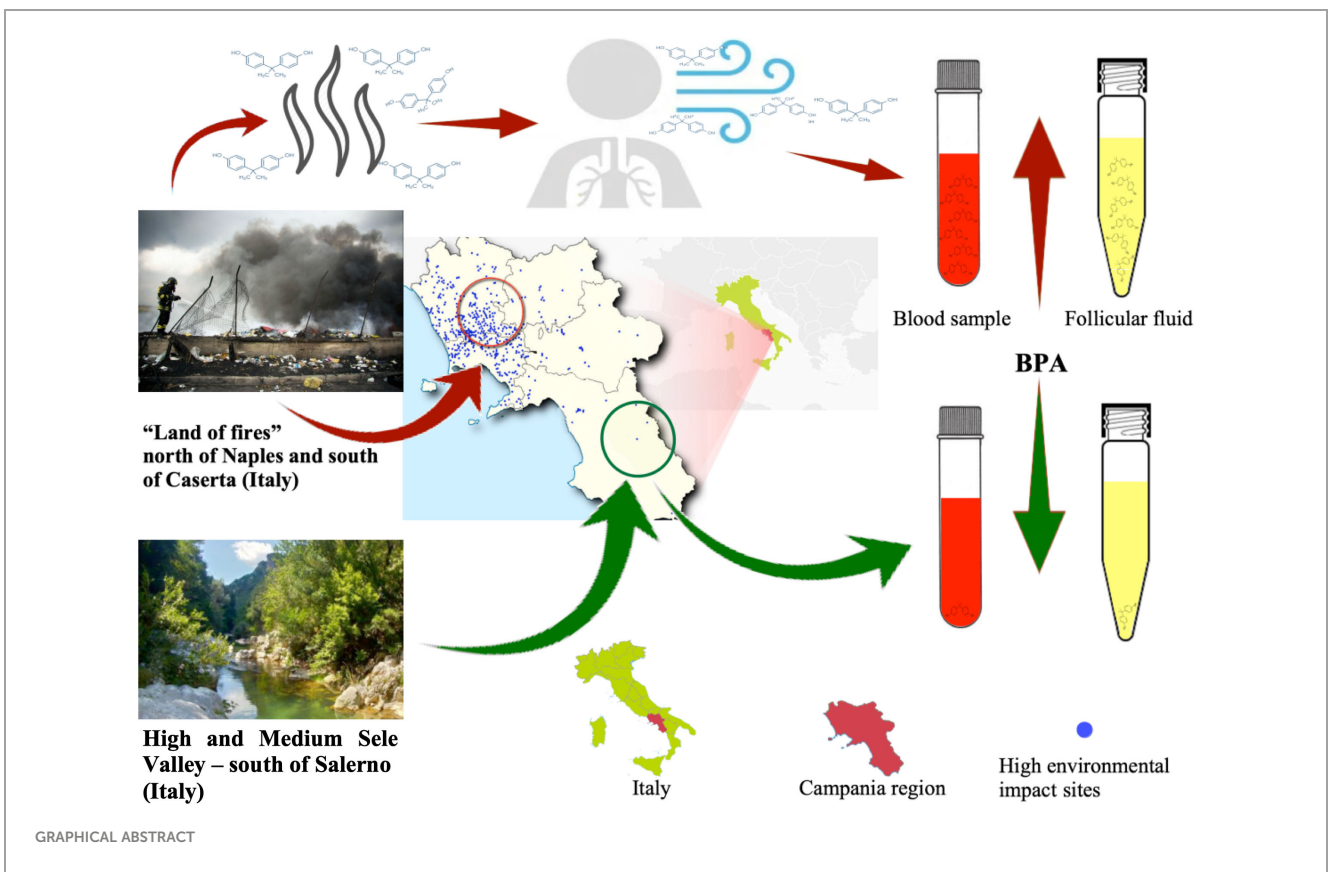 Blood sample
Follicular fluid
BPA
“Land of fires”
north of Naples and south
of Caserta (Italy)
High and Medium Sele
Valley – south of Salerno
(Italy)
Italy
Campania region
High environmental
impact sites
GRAPHICAL ABSTRACT